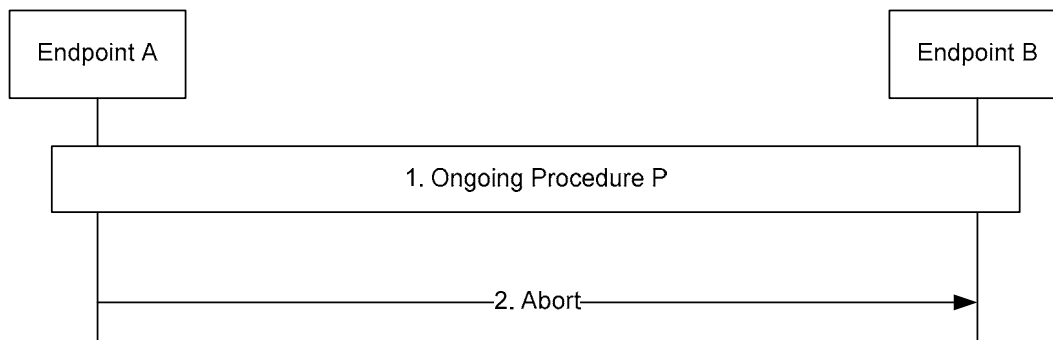 Endpoint A
Endpoint B
1. Ongoing Procedure P
2. Abort